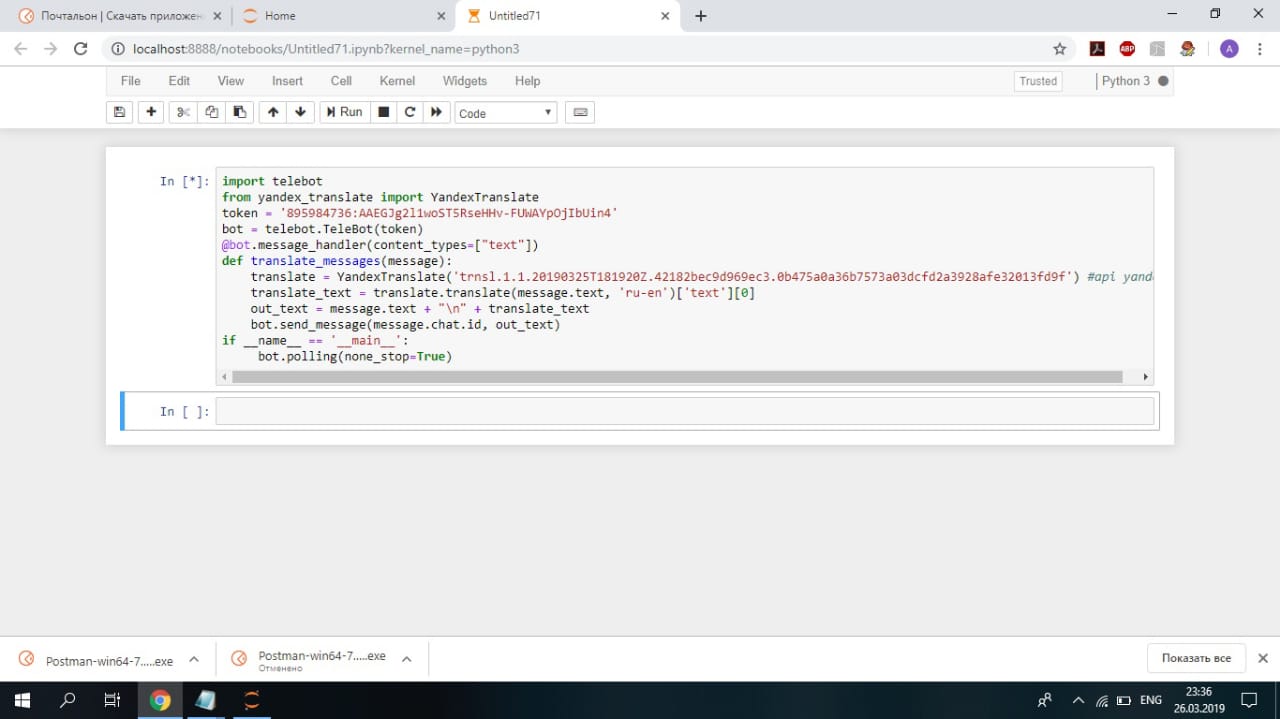 Почтальон | Скачать приложен
Home
Untitled71
localhost:8888/notebooks/Untitled71.ipynb?kernel_name=python3
ABP
A
File Edit View Insert Cell Kernel Widgets Help
Trusted
Python 3
Run
Code
In [*]:
import telebot
from yandex_translate import YandexTranslate
token = '895984736:AAEGJg2l1woST5RseHHv-FUWAYpOjIbUin4'
bot = telebot.TeleBot(token)
@bot.message_handler(content_types=["text"])
def translate_messages(message):
    translate = YandexTranslate('trnsl.1.1.20190325T181920Z.42182bec9d969ec3.0b475a0a36b7573a03dcfd2a3928afe32013fd9f') #api yand
    translate_text = translate.translate(message.text, 'ru-en')['text'][0]
    out_text = message.text + "\n" + translate_text
    bot.send_message(message.chat.id, out_text)
if __name__ == '__main__':
     bot.polling(none_stop=True)
In [ ]:
Postman-win64-7.....exe
Postman-win64-7.....exe
Отменено
Показать все
ENG
23:36
26.03.2019